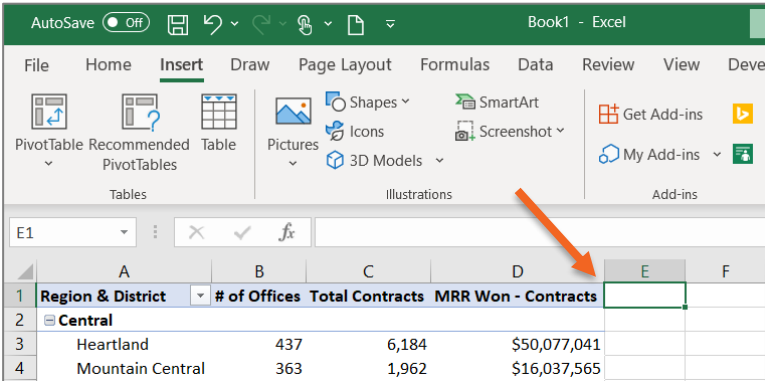 AutoSave Off Book1 - Excel
File Home Insert Draw Page Layout Formulas Data Review View Deve
PivotTable Recommended PivotTables Table Pictures Shapes Icons 3D Models SmartArt Screenshot Get Add-ins My Add-ins
Tables Illustrations Add-ins
E1 fx
A B C D E F
1 Region & District # of Offices Total Contracts MRR Won - Contracts
2 Central
3 Heartland 437 6,184 $50,077,041
4 Mountain Central 363 1,962 $16,037,565